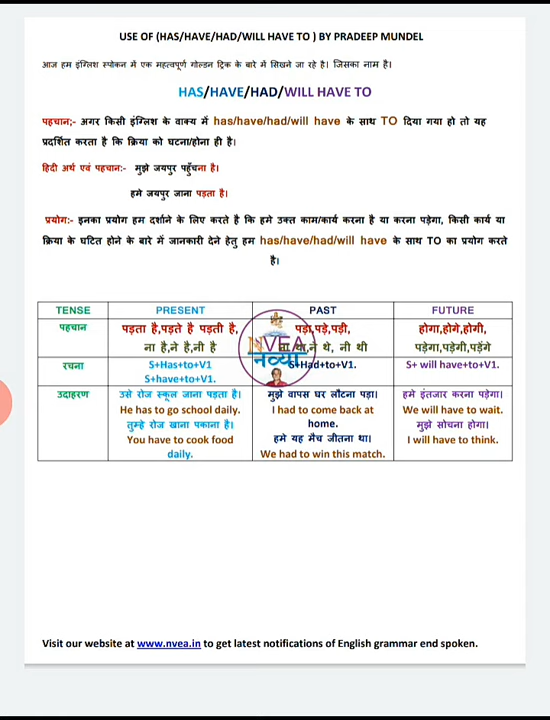 USE OF (HAS/HAVE/HAD/WILL HAVE TO ) BY PRADEEP MUNDEL
आज हम इंग्लिश स्पोकन में एक महत्वपूर्ण गोल्डन ट्रिक के बारे में सिखने जा रहे है। जिसका नाम है।
HAS/HAVE/HAD/WILL HAVE TO
पहचान;- अगर किसी इंग्लिश के वाक्य में has/have/had/will have के साथ TO दिया गया हो तो यह
प्रदर्शित करता है कि क्रिया को घटना/होना ही है।
हिदी अर्थ एवं पहचान:- मुझे जयपुर पहुँचना है।
हमे जयपुर जाना पड़ता है।
प्रयोग:- इनका प्रयोग हम दर्शाने के लिए करते है कि हमे उक्त काम/कार्य करना है या करना पड़ेगा, किसी कार्य या
क्रिया के घटित होने के बारे में जानकारी देने हेतु हम has/have/had/will have के साथ TO का प्रयोग करते
है।
TENSE PRESENT PAST FUTURE
पहचान पड़ता है,पड़ते है पड़ती है, पड़ा,पड़े,पड़ी, होगा,होगे,होगी,
ना है,ने है,नी है ना था,ने थे, नी थी पड़ेगा,पड़ेगी,पड़ेंगे
रचना S+Has+to+V1 S+Had+to+V1. S+ will have+to+V1.
S+have+to+V1.
उदाहरण उसे रोज स्कूल जाना पड़ता है। मुझे वापस घर लौटना पड़ा। हमे इंतजार करना पड़ेगा।
He has to go school daily. I had to come back at We will have to wait.
तुम्हे रोज खाना पकाना है। home. मुझे सोचना होगा।
You have to cook food हमे यह मैच जीतना था। I will have to think.
daily. We had to win this match.
NVEA
नव्या
Visit our website at www.nvea.in to get latest notifications of English grammar end spoken.